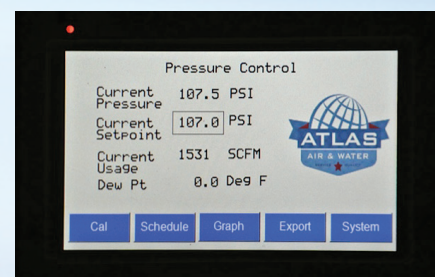 Pressure Control
Current Pressure 107.5 PSI
Current Setpoint 107.0 PSI
Current Usage 1531 SCFM
Dew Pt 0.0 Deg F
ATLAS
AIR & WATER
Cal Schedule Graph Export System